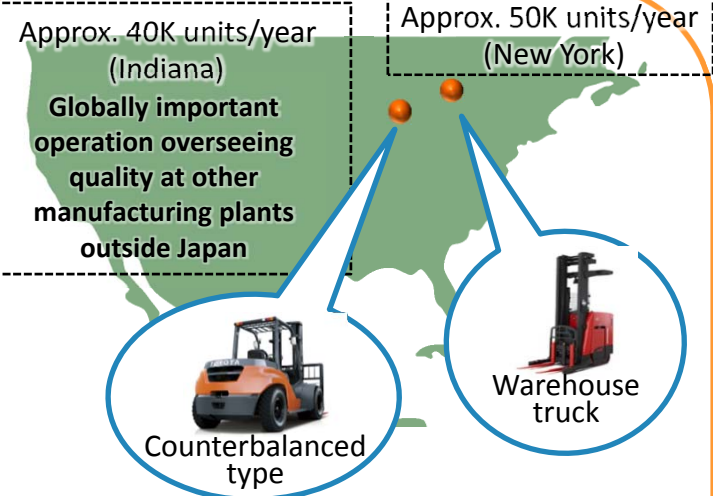 Approx. 40K units/year
(Indiana)
Globally important
operation overseeing
quality at other
manufacturing plants
outside Japan
Approx. 50K units/year
(New York)
Counterbalanced
type
Warehouse
truck